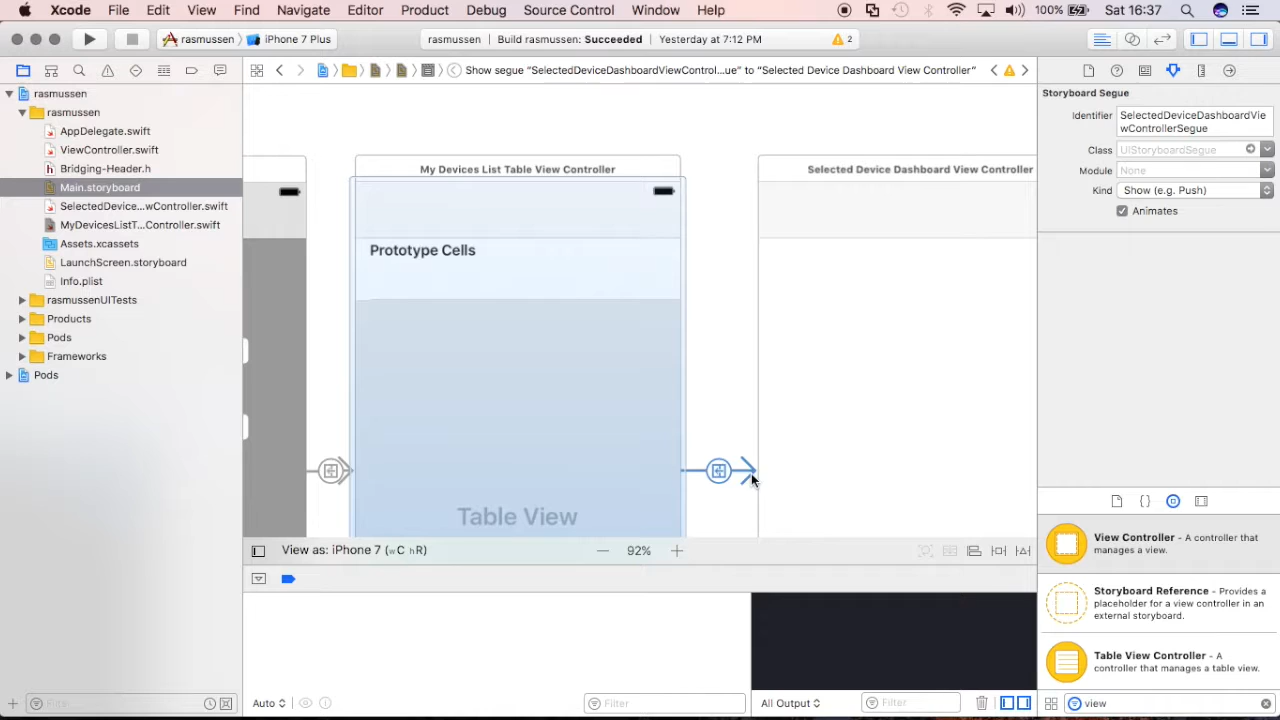 Xcode File Edit View Find Navigate Editor Product Debug Source Control Window Help 100% Sat 16:37
rasmussen iPhone 7 Plus rasmussen Build rasmussen: Succeeded Yesterday at 7:12 PM 2
Show segue "SelectedDeviceDashboardViewControl...ue" to "Selected Device Dashboard View Controller"
rasmussen
rasmussen
AppDelegate.swift
ViewController.swift
Bridging-Header.h
Main.storyboard
SelectedDevice...wController.swift
MyDevicesListT...Controller.swift
Assets.xcassets
LaunchScreen.storyboard
Info.plist
rasmussenUITests
Products
Pods
Frameworks
Pods
Filter
My Devices List Table View Controller
Prototype Cells
Table View
Selected Device Dashboard View Controller
View as: iPhone 7 (wC hR) 92%
Auto Filter All Output Filter
Storyboard Segue
Identifier SelectedDeviceDashboardVie
wControllerSegue
Class UIStoryboardSegue
Module None
Kind Show (e.g. Push)
Animates
View Controller - A controller that
manages a view.
Storyboard Reference - Provides a
placeholder for a view controller in an
external storyboard.
Table View Controller - A
controller that manages a table view.
view